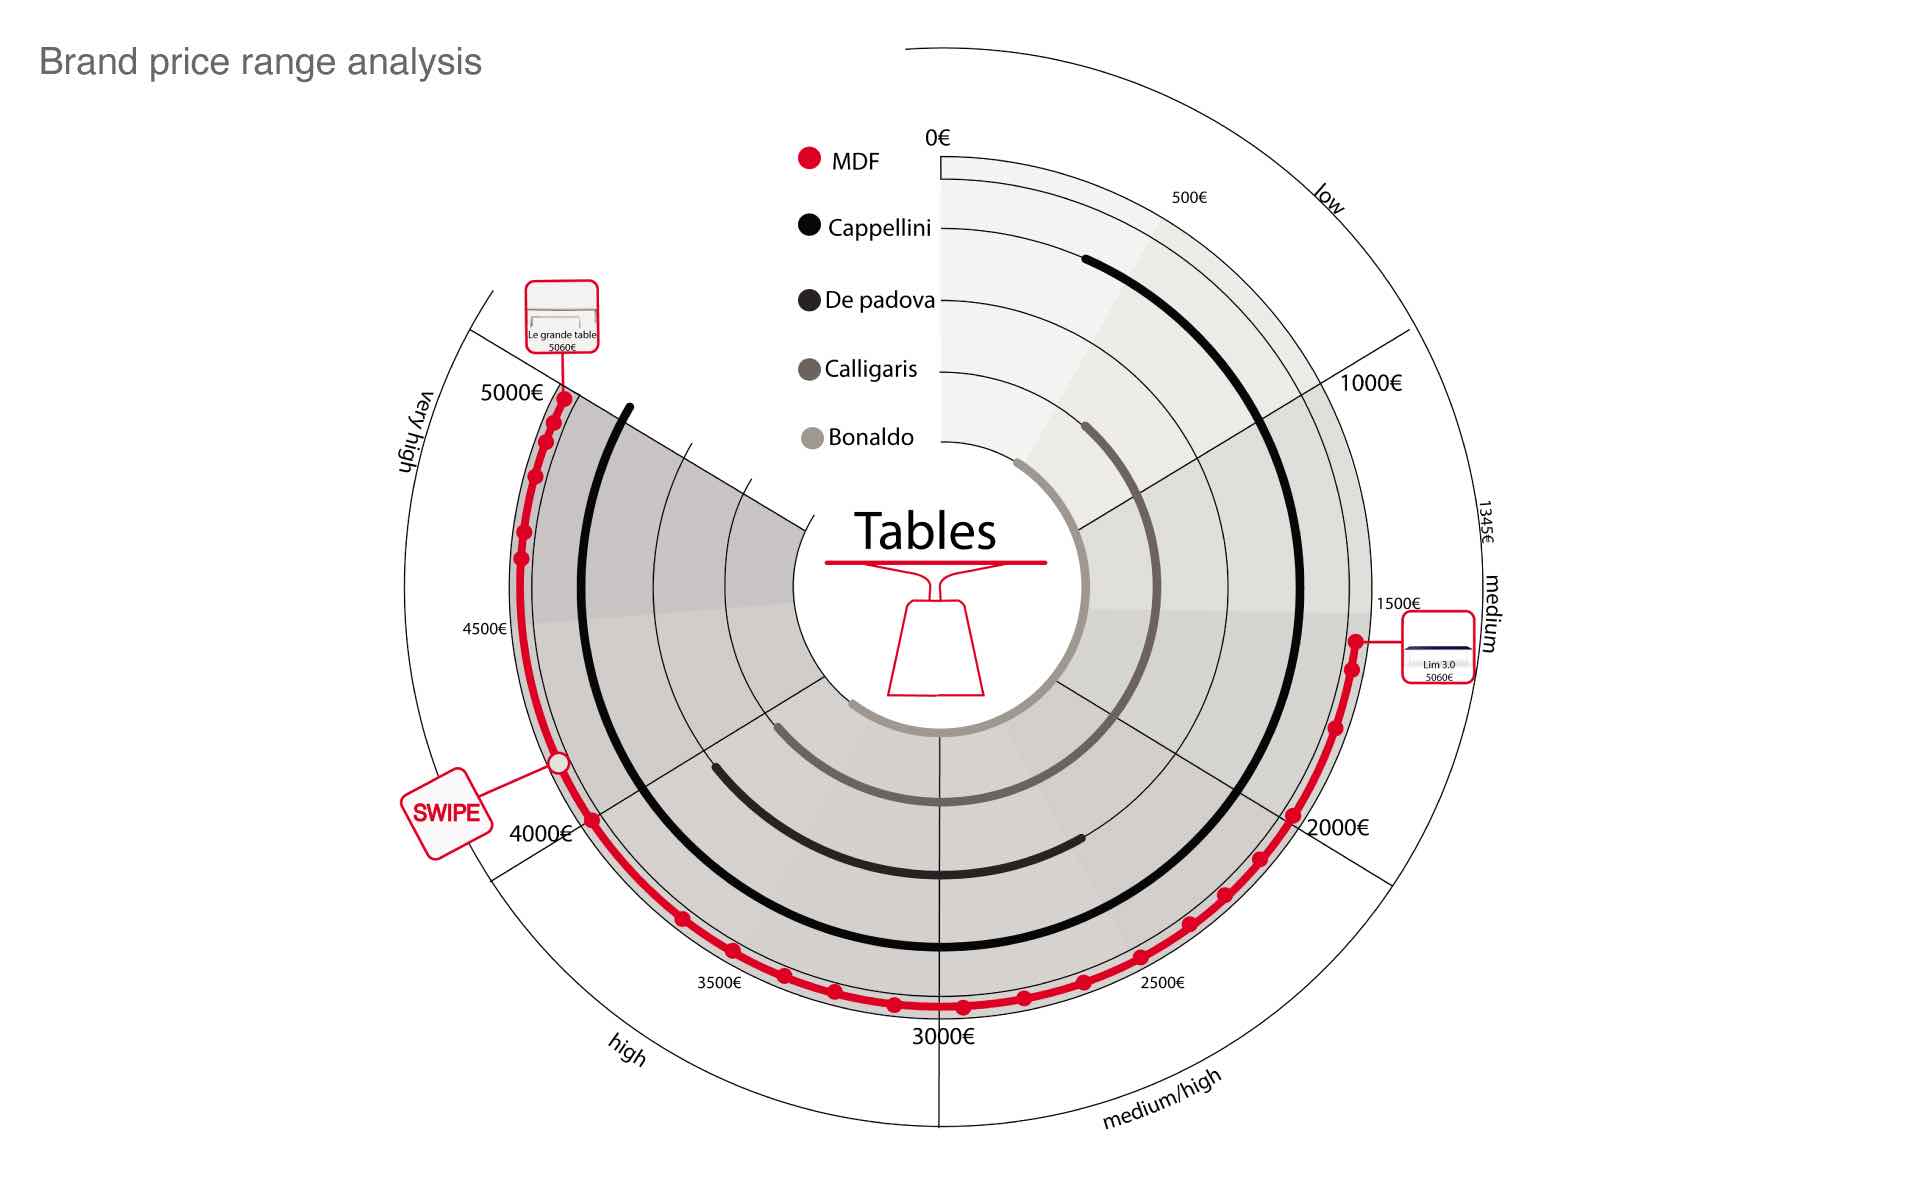 Brand price range analysis
0€
MDF
500€
low
Cappellini
De padova
Le grande table
5060€
5000€
Calligaris
1000€
very high
Bonaldo
Tables
1345€
1500€
medium
4500€
Lim 3.0
5060€
SWIPE
4000€
2000€
3500€
2500€
3000€
high
medium/high